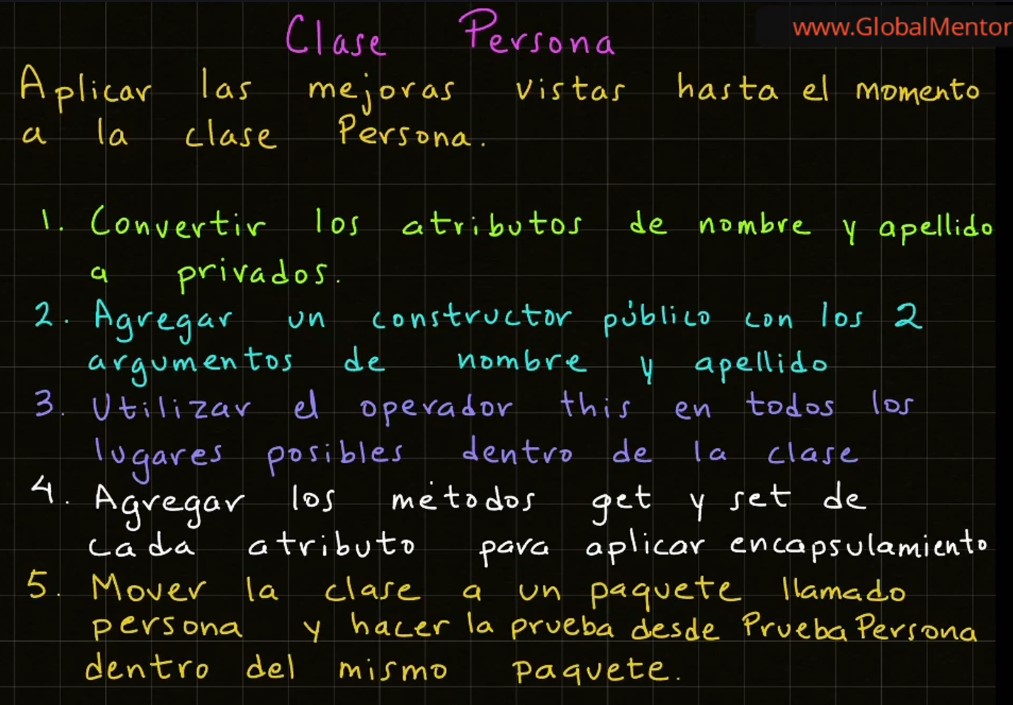 www.GlobalMentor
Clase Persona
Aplicar las mejoras vistas hasta el momento
a la clase Persona.
1. Convertir los atributos de nombre y apellido
a privados.
2. Agregar un constructor público con los 2
argumentos de nombre y apellido
3. Utilizar el operador this en todos los
lugares posibles dentro de la clase
4. Agregar los métodos get y set de
cada atributo para aplicar encapsulamiento
5. Mover la clase a un paquete llamado
persona y hacer la prueba desde PruebaPersona
dentro del mismo paquete.